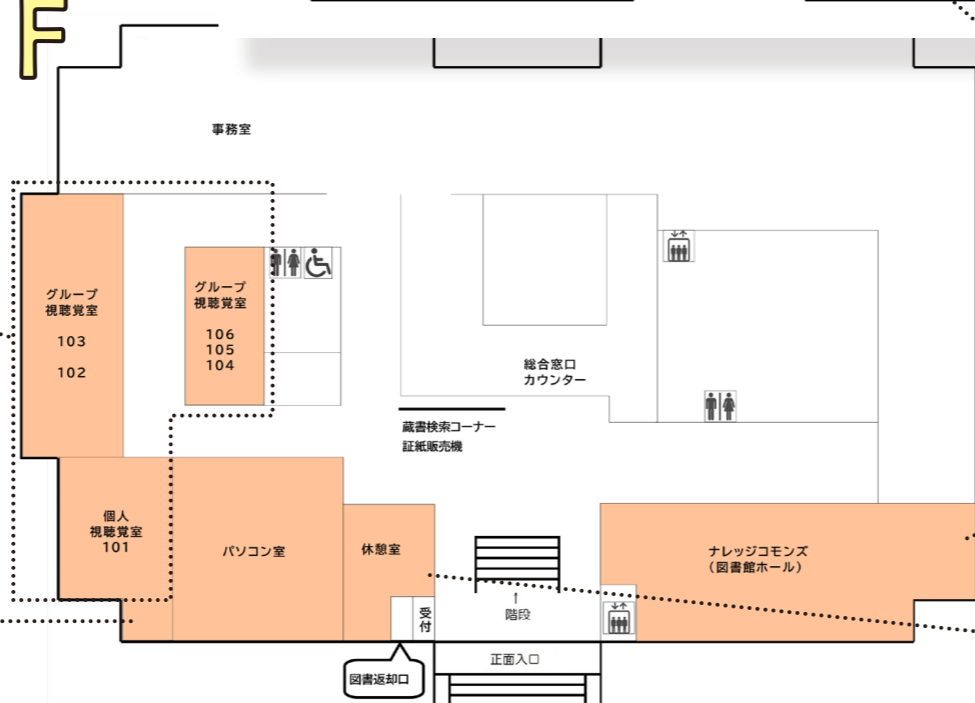 F
事務室
グループ
視聴覚室
103
102
グループ
視聴覚室
106
105
104
総合窓口
カウンター
蔵書検索コーナー
証紙販売機
個人
視聴覚室
101
パソコン室
休憩室
ナレッジコモンズ
(図書館ホール)
受
付
↑
階段
正面入口
図書返却口